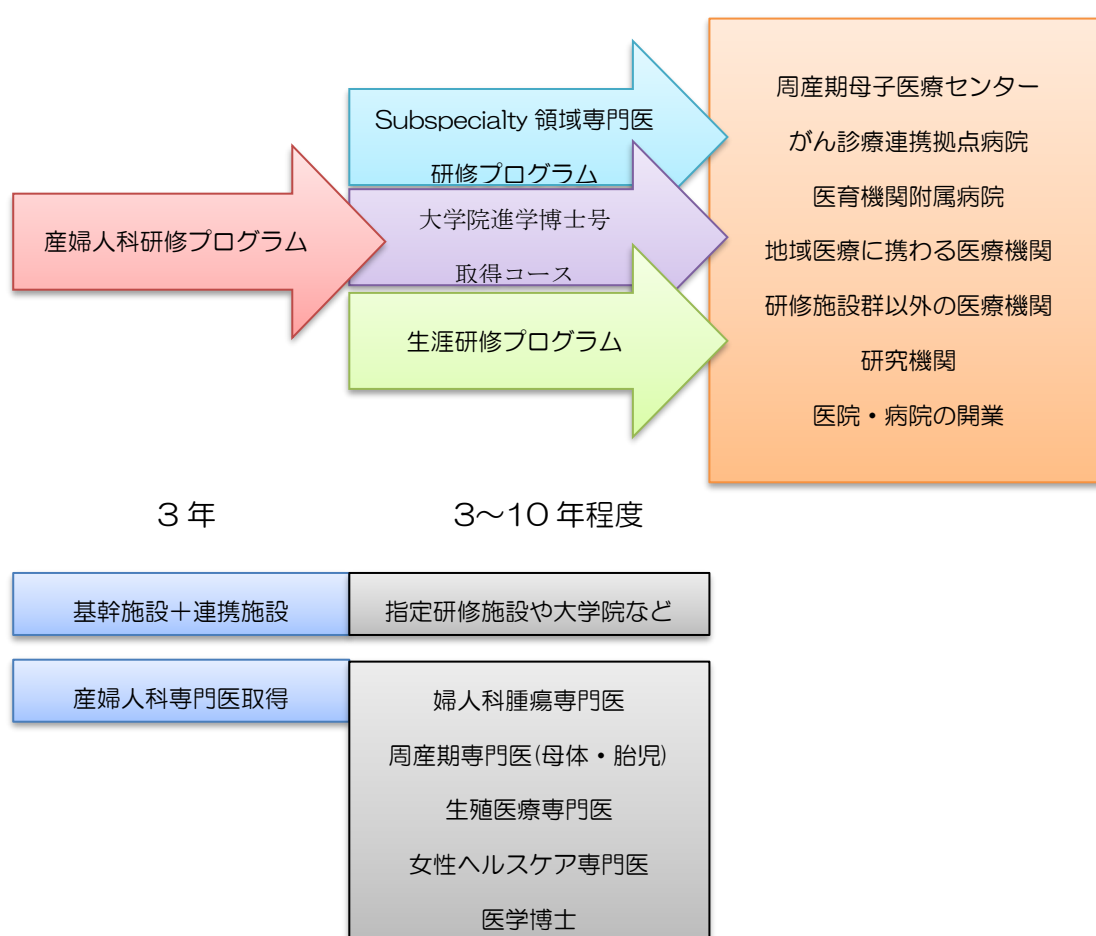 産婦人科研修プログラム
Subspecialty 領域専門医
研修プログラム
大学院進学博士号
取得コース
生涯研修プログラム
周産期母子医療センター
がん診療連携拠点病院
医育機関附属病院
地域医療に携わる医療機関
研修施設群以外の医療機関
研究機関
医院・病院の開業
3 年
3～10 年程度
基幹施設＋連携施設
指定研修施設や大学院など
産婦人科専門医取得
婦人科腫瘍専門医
周産期専門医(母体・胎児)
生殖医療専門医
女性ヘルスケア専門医
医学博士